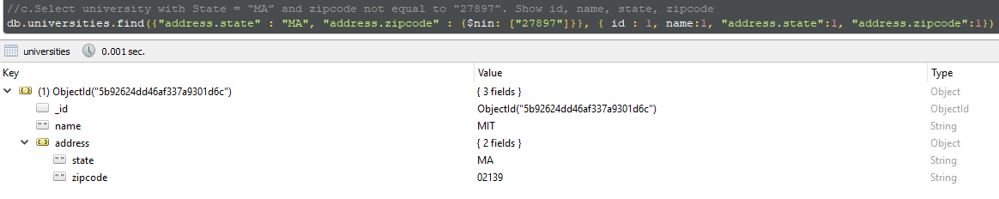 //c.Select university with State = “MA” and zipcode not equal to “27897”. Show id, name, state, zipcode
db.universities.find({"address.state" : "MA", "address.zipcode" : {$nin: ["27897"]}}, { id : 1, name:1, "address.state":1, "address.zipcode":1})
universities 0.001 sec.
Key Value Type
(1) ObjectId("5b92624dd46af337a9301d6c") { 3 fields } Object
_id ObjectId("5b92624dd46af337a9301d6c") ObjectId
name MIT String
address { 2 fields } Object
state MA String
zipcode 02139 String